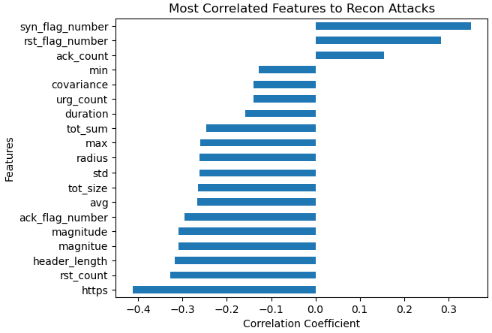 Most Correlated Features to Recon Attacks
syn_flag_number
rst_flag_number
ack_count
min
covariance
urg_count
duration
tot_sum
max
radius
std
tot_size
avg
ack_flag_number
magnitude
magnitue
header_length
rst_count
https
Features
−0.4 −0.3 −0.2 −0.1 0.0 0.1 0.2 0.3
Correlation Coefficient